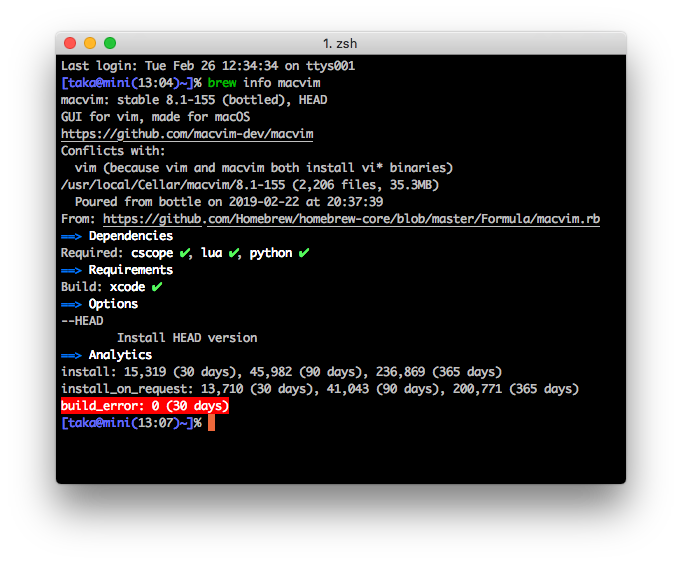 1. zsh
Last login: Tue Feb 26 12:34:34 on ttys001
[taka@mini(13:04)~]% brew info macvim
macvim: stable 8.1-155 (bottled), HEAD
GUI for vim, made for macOS
https://github.com/macvim-dev/macvim
Conflicts with:
  vim (because vim and macvim both install vi* binaries)
/usr/local/Cellar/macvim/8.1-155 (2,206 files, 35.3MB)
  Poured from bottle on 2019-02-22 at 20:37:39
From: https://github.com/Homebrew/homebrew-core/blob/master/Formula/macvim.rb
==> Dependencies
Required: cscope ✔, lua ✔, python ✔
==> Requirements
Build: xcode ✔
==> Options
--HEAD
        Install HEAD version
==> Analytics
install: 15,319 (30 days), 45,982 (90 days), 236,869 (365 days)
install_on_request: 13,710 (30 days), 41,043 (90 days), 200,771 (365 days)
build_error: 0 (30 days)
[taka@mini(13:07)~]%